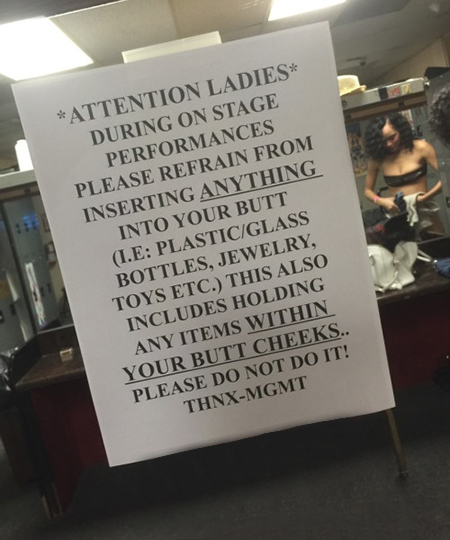 *ATTENTION LADIES*
DURING ON STAGE
PERFORMANCES
PLEASE REFRAIN FROM
INSERTING ANYTHING
INTO YOUR BUTT
(I.E: PLASTIC/GLASS
BOTTLES, JEWELRY,
TOYS ETC.) THIS ALSO
INCLUDES HOLDING
ANY ITEMS WITHIN
YOUR BUTT CHEEKS..
PLEASE DO NOT DO IT!
THNX-MGMT